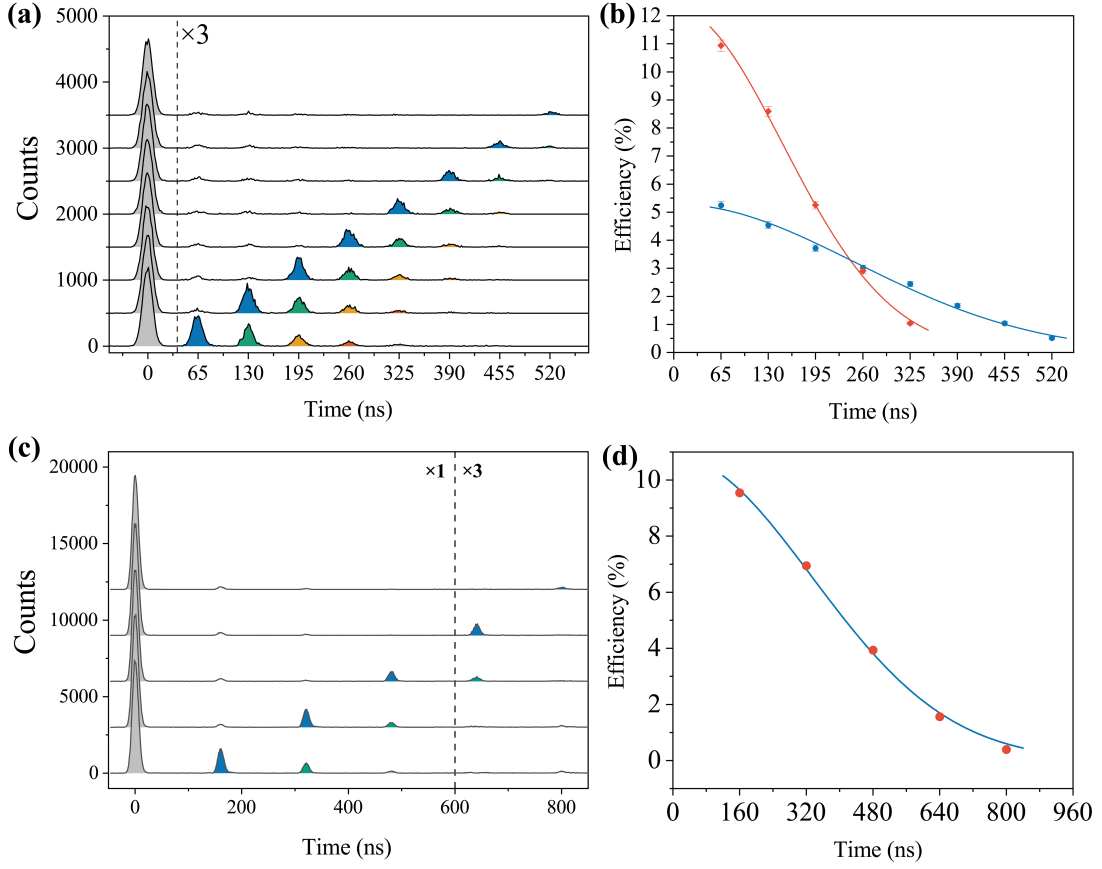 (a)
×3
Counts
5000
4000
3000
2000
1000
0
0 65 130 195 260 325 390 455 520
Time (ns)
(b)
Efficiency (%)
12
11
10
9
8
7
6
5
4
3
2
1
0
0 65 130 195 260 325 390 455 520
Time (ns)
(c)
×1 ×3
Counts
20000
15000
10000
5000
0
0 200 400 600 800
Time (ns)
(d)
Efficiency (%)
10
8
6
4
2
0
0 160 320 480 640 800 960
Time (ns)